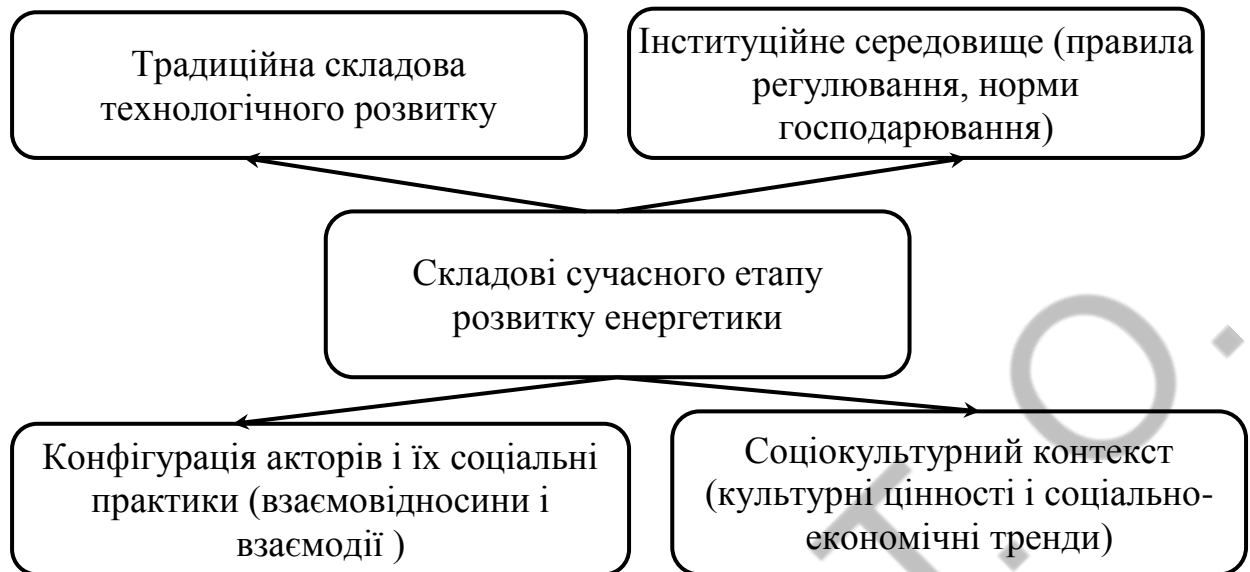 Традиційна складова
технологічного розвитку
Інституційне середовище (правила
регулювання, норми
господарювання)
Складові сучасного етапу
розвитку енергетики
Конфігурація акторів і їх соціальні
практики (взаємовідносини і
взаємодії )
Соціокультурний контекст
(культурні цінності і соціально-
економічні тренди)
Т. О.